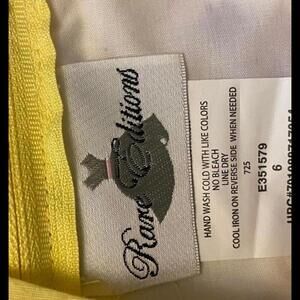 Rare Editions
HAND WASH COLD WITH LIKE COLORS
NO BLEACH
LINE DRY
COOL IRON ON REVERSE SIDE WHEN NEEDED
725
E351579
6